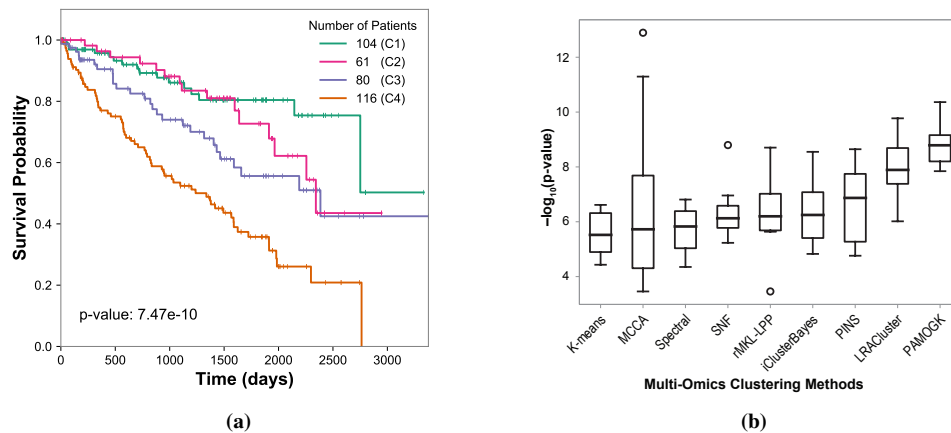 Number of Patients
104 (C1)
61 (C2)
80 (C3)
116 (C4)
1.0
0.8
0.6
0.4
0.2
0.0
Survival Probability
p-value: 7.47e-10
0
500
1000
1500
2000
2500
3000
Time (days)
(a)
12
10
8
6
4
−log10(p-value)
K-means
MCCA
Spectral
SNF
rMKL-LPP
iClusterBayes
PINS
LRACluster
PAMOGK
Multi-Omics Clustering Methods
(b)